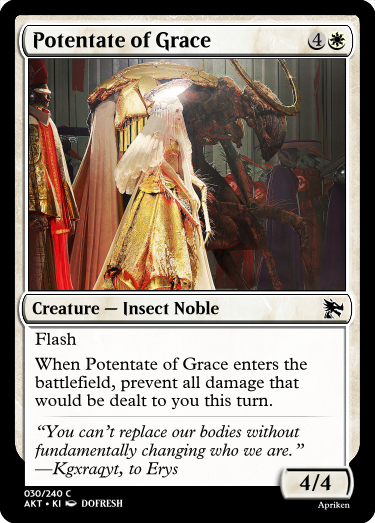 Potentate of Grace 4
Creature — Insect Noble
Flash
When Potentate of Grace enters the
battlefield, prevent all damage that
would be dealt to you this turn.
“You can’t replace our bodies without
fundamentally changing who we are.”
—Kgxraqyt, to Erys
4/4
030/240 C
AKT • KI DOFRESH
Apriken